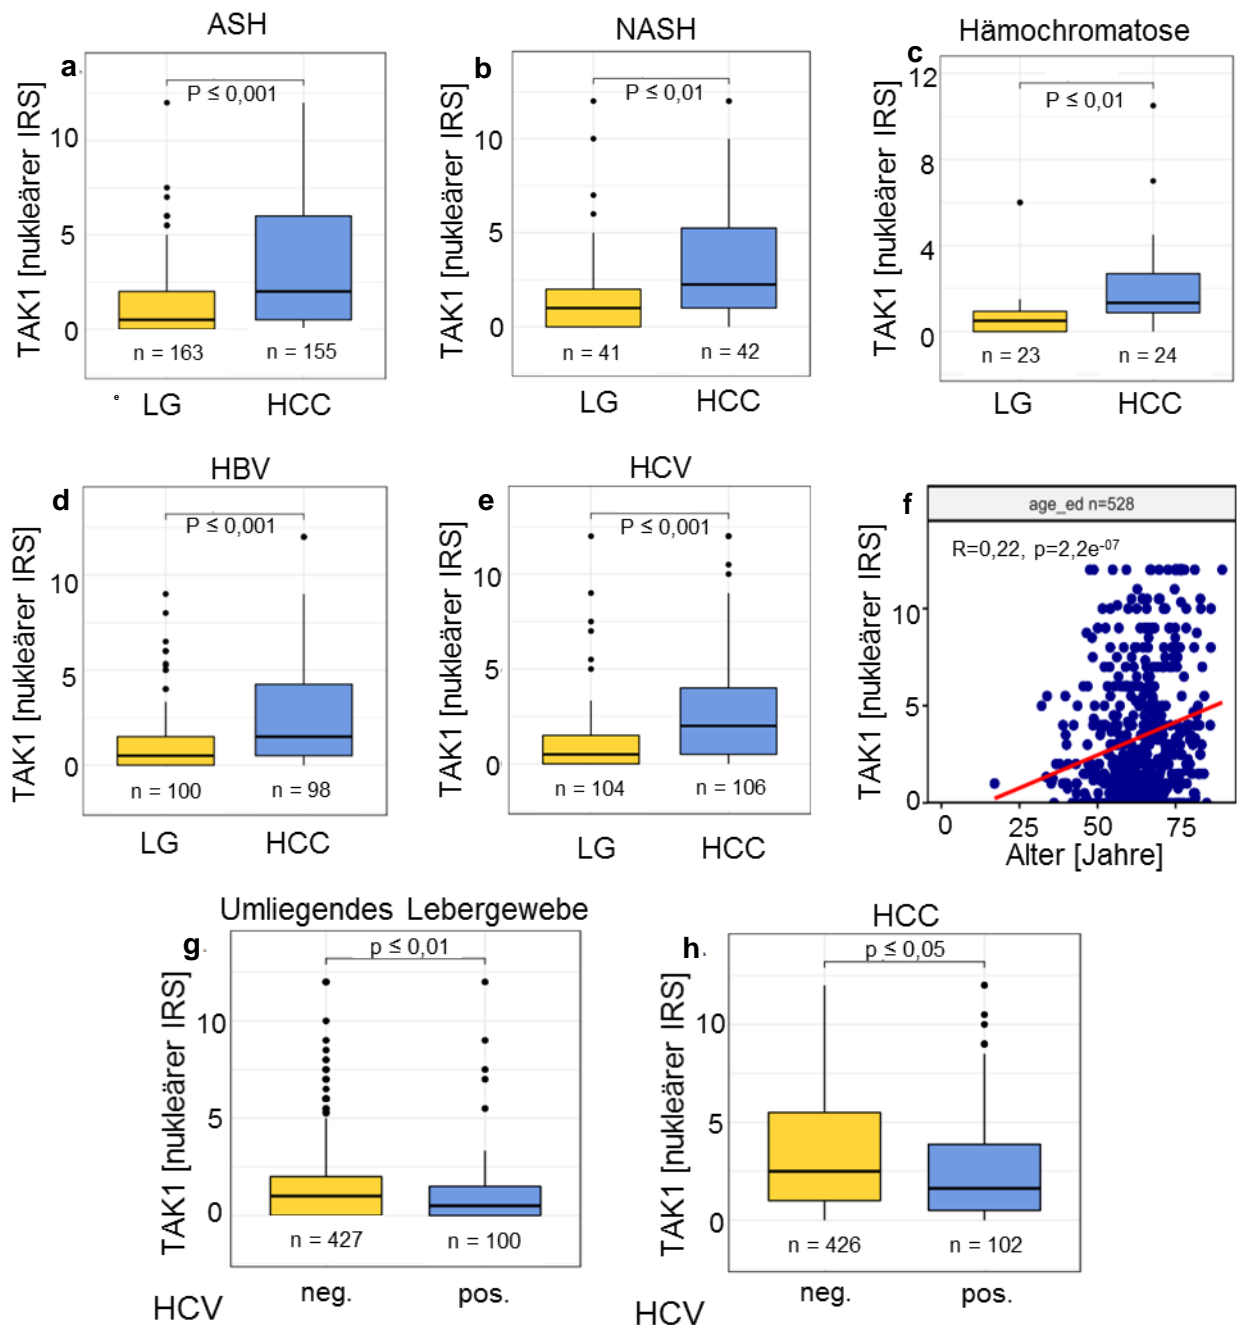 ASH
a.
P ≤ 0,001
TAK1 [nukleärer IRS]
10
5
0
n = 163
n = 155
e
LG
HCC
NASH
b
P ≤ 0,01
TAK1 [nukleärer IRS]
10
5
0
n = 41
n = 42
LG
HCC
Hämochromatose
c
P ≤ 0,01
TAK1 [nukleärer IRS]
12
8
4
0
n = 23
n = 24
LG
HCC
HBV
d
P ≤ 0,001
TAK1 [nukleärer IRS]
10
5
0
n = 100
n = 98
LG
HCC
HCV
e
P ≤ 0,001
TAK1 [nukleärer IRS]
10
5
0
n = 104
n = 106
LG
HCC
f
age_ed n=528
R=0,22, p=2,2e-07
TAK1 [nukleärer IRS]
10
5
0
0 25 50 75
Alter [Jahre]
Umliegendes Lebergewebe
g.
p ≤ 0,01
TAK1 [nukleärer IRS]
10
5
0
n = 427
n = 100
neg.
pos.
HCV
HCC
h.
p ≤ 0,05
TAK1 [nukleärer IRS]
10
5
0
n = 426
n = 102
neg.
pos.
HCV